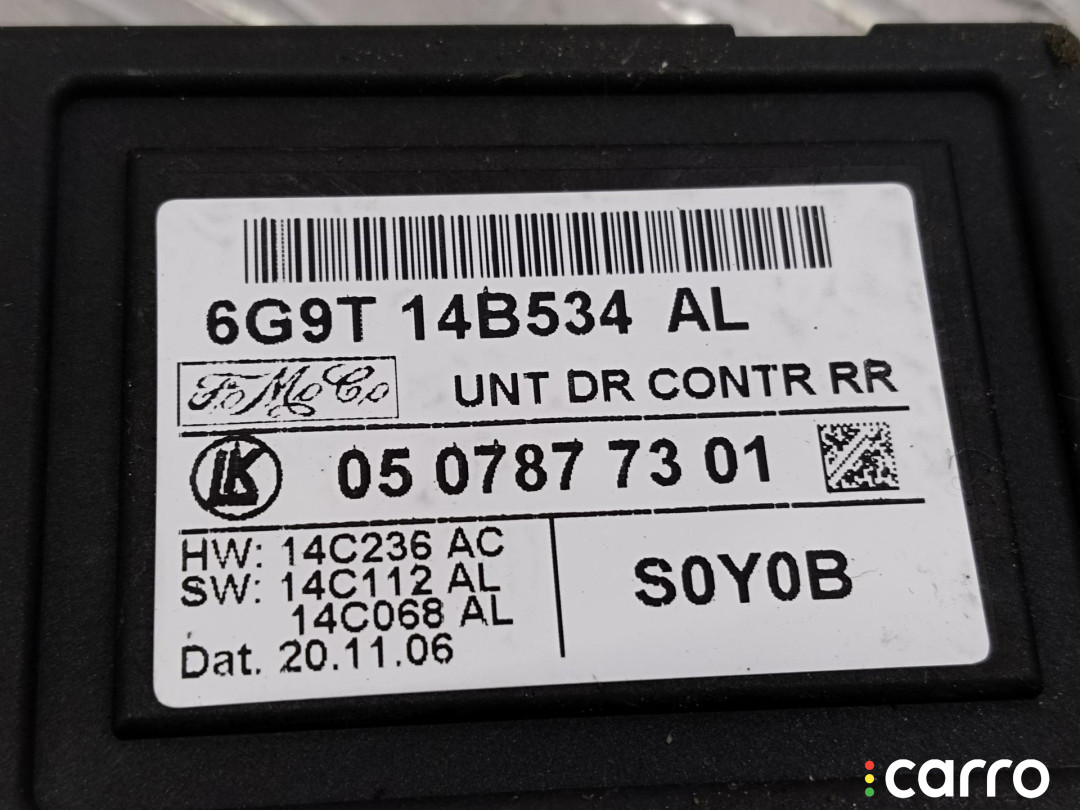 6G9T 14B534 AL
FoMoCo UNT DR CONTR RR
LK 05 0787 73 01
HW: 14C236 AC
SW: 14C112 AL
14C068 AL
Dat. 20.11.06
S0Y0B
carro